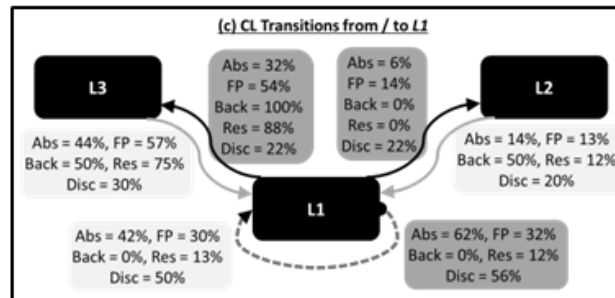 (c) CL Transitions from / to L1
L3
Abs = 32%
FP = 54%
Back = 100%
Res = 88%
Disc = 22%
Abs = 6%
FP = 14%
Back = 0%
Res = 0%
Disc = 22%
L2
Abs = 44%, FP = 57%
Back = 50%, Res = 75%
Disc = 30%
Abs = 14%, FP = 13%
Back = 50%, Res = 12%
Disc = 20%
L1
Abs = 42%, FP = 30%
Back = 0%, Res = 13%
Disc = 50%
Abs = 62%, FP = 32%
Back = 0%, Res = 12%
Disc = 56%